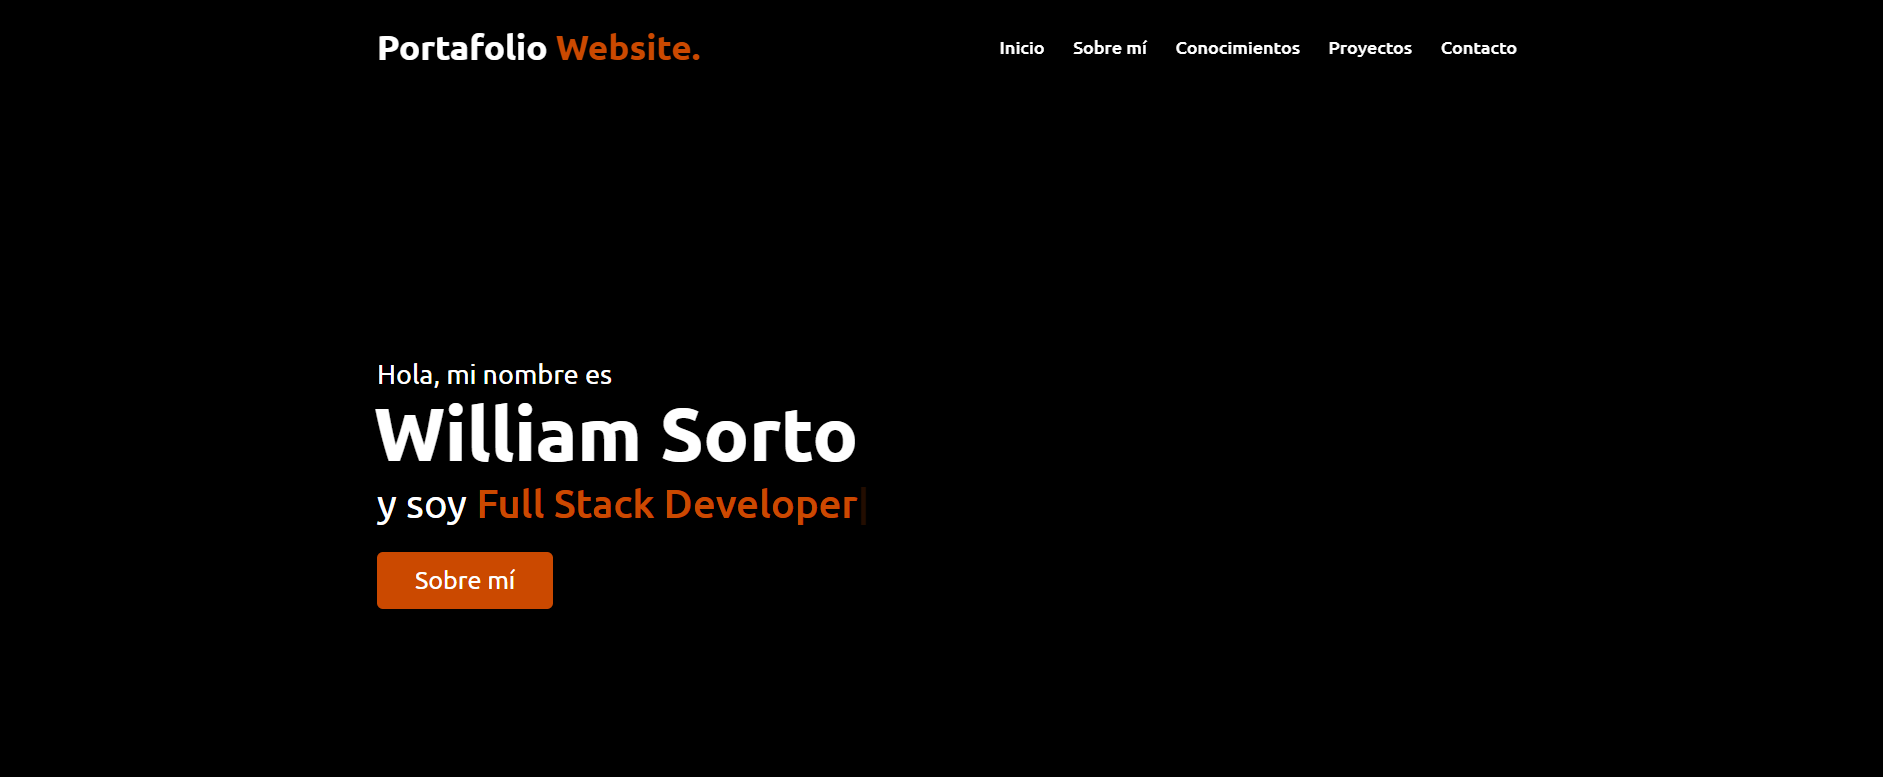 Portafolio Website.
Inicio Sobre mí Conocimientos Proyectos Contacto
Hola, mi nombre es
William Sorto
y soy Full Stack Developer|
Sobre mí